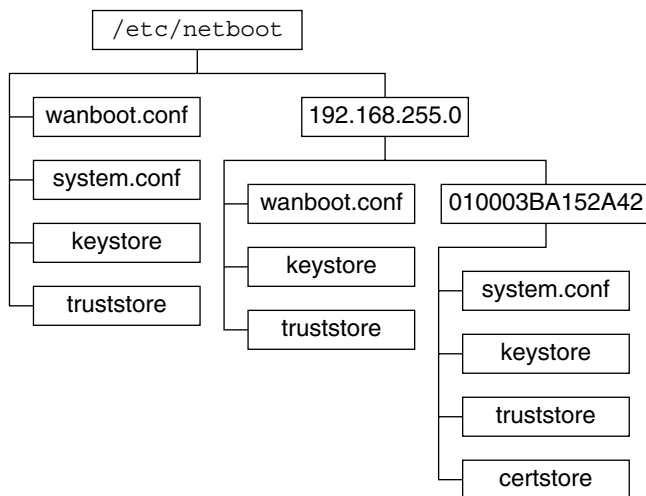 /etc/netboot
wanboot.conf
system.conf
keystore
truststore
192.168.255.0
wanboot.conf
keystore
truststore
010003BA152A42
system.conf
keystore
truststore
certstore